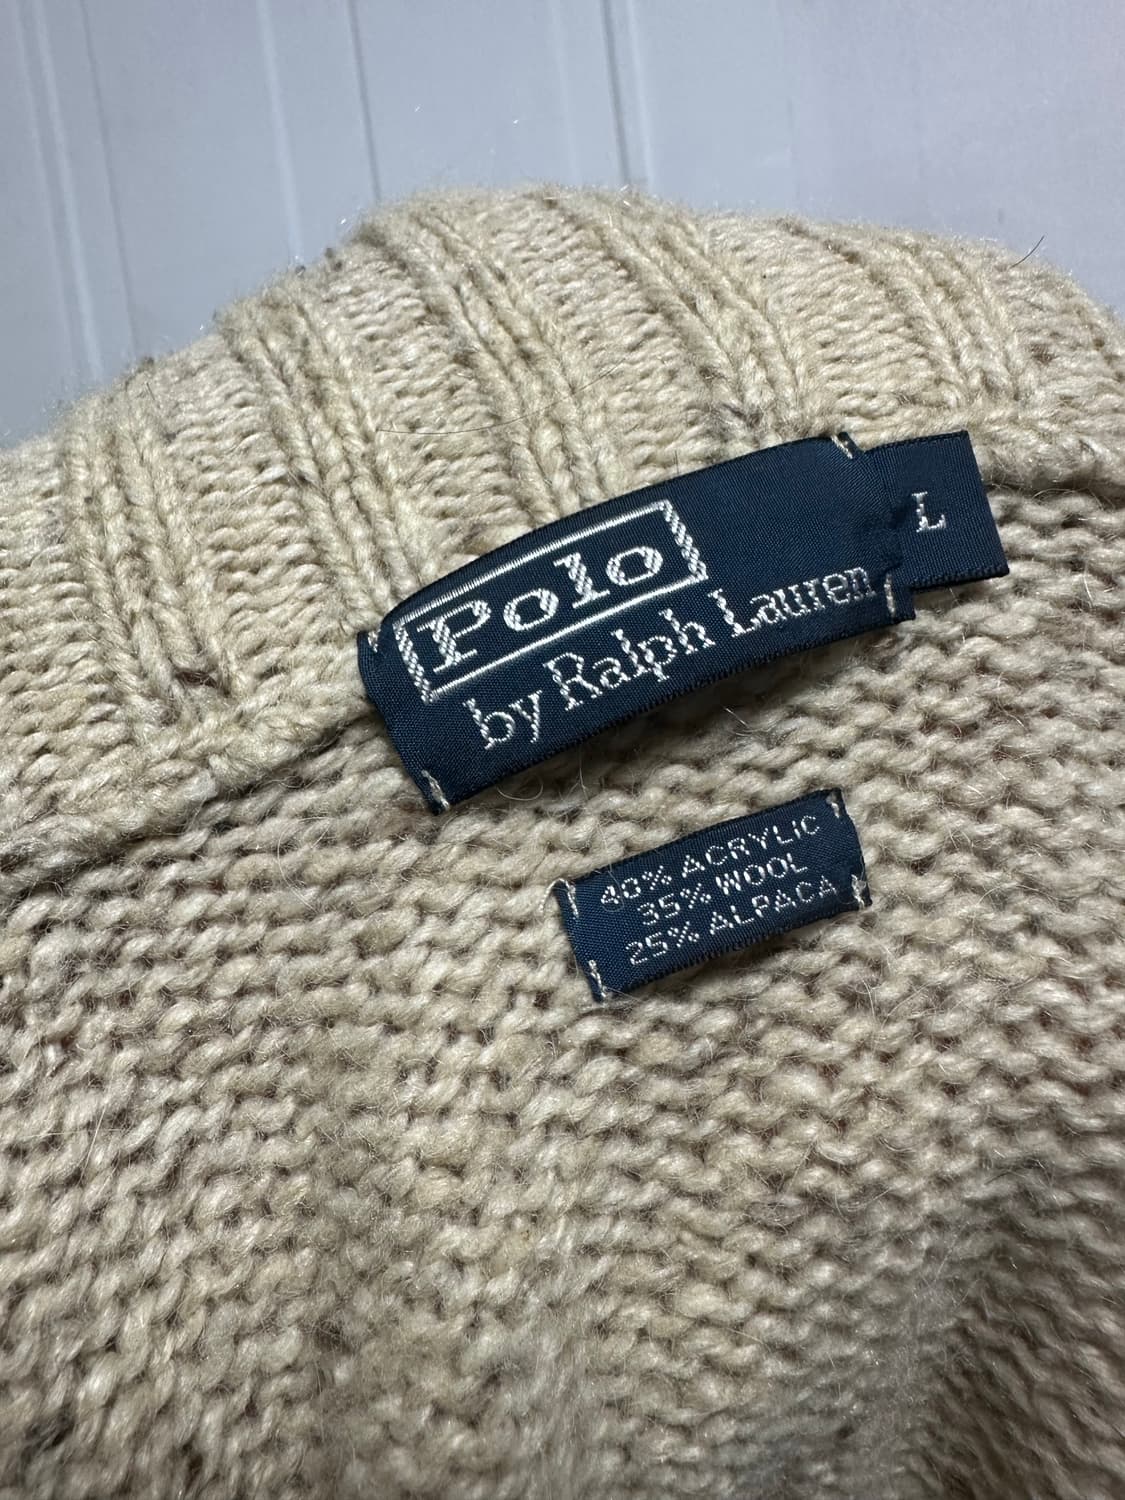 Polo
by Ralph Lauren
L
40% ACRYLIC
35% WOOL
25% ALPACA